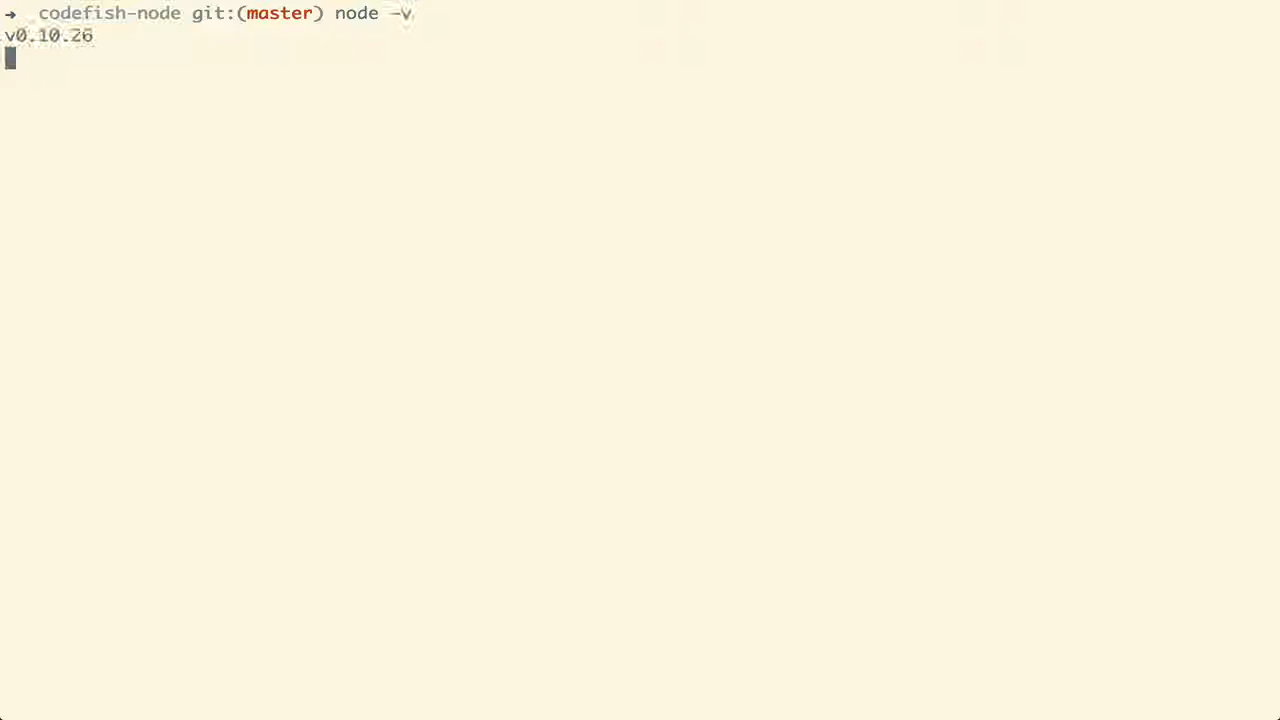 ➜  codefish-node git:(master) node -v
v0.10.26